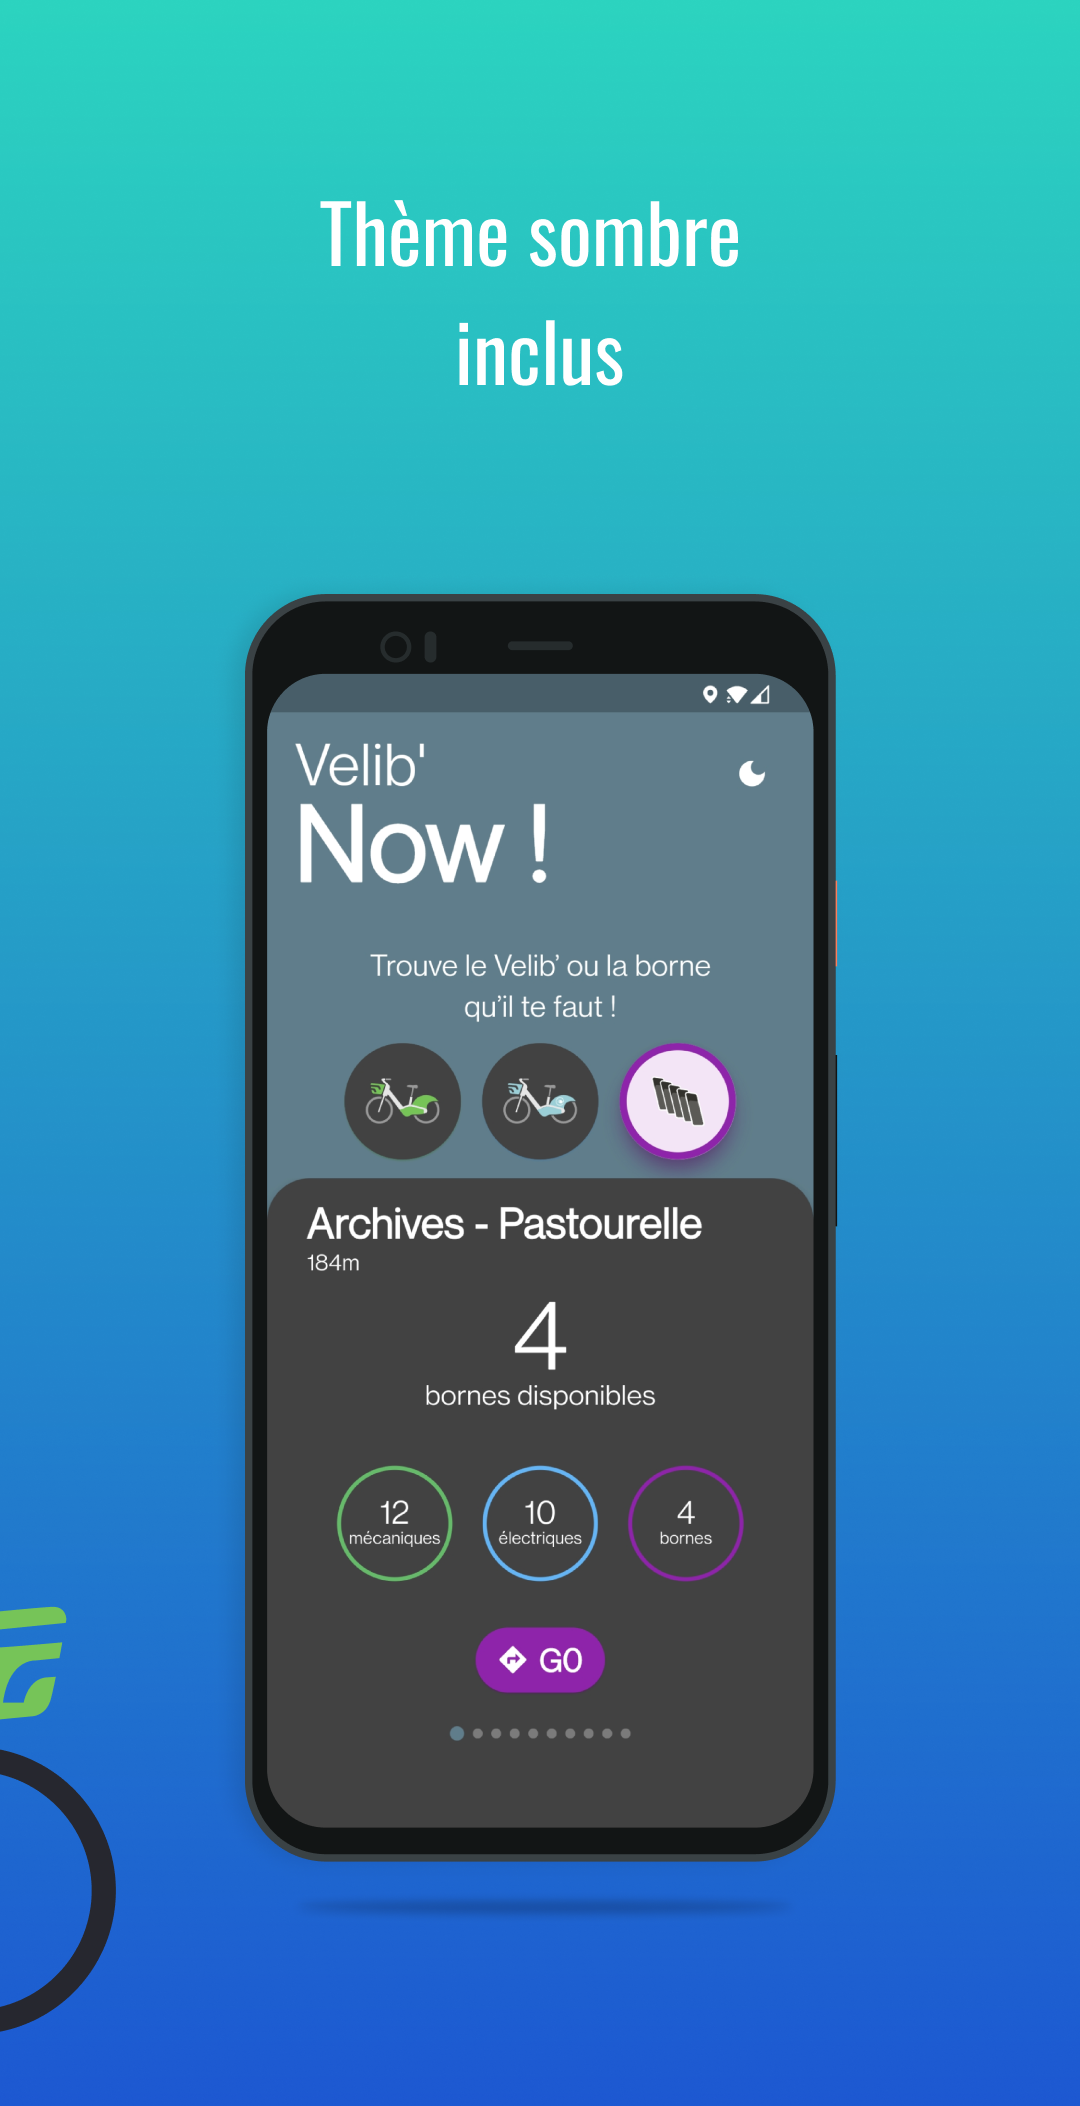 Thème sombre
inclus
Velib'
Now !
Trouve le Velib’ ou la borne
qu’il te faut !
Archives - Pastourelle
184m
4
bornes disponibles
12
mécaniques
10
électriques
4
bornes
GO